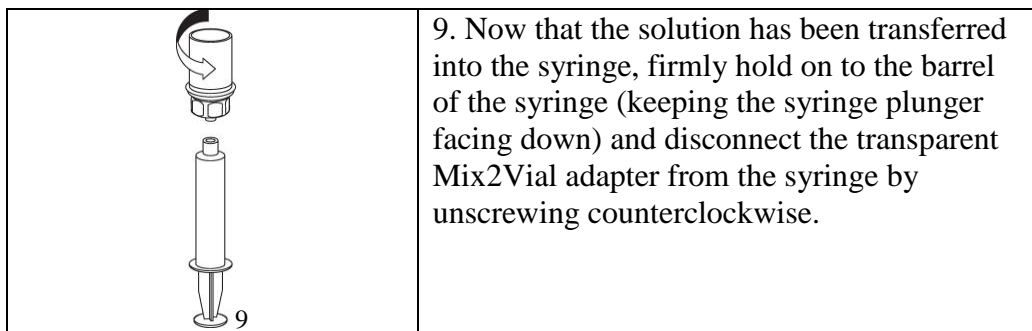 9. Now that the solution has been transferred
into the syringe, firmly hold on to the barrel
of the syringe (keeping the syringe plunger
facing down) and disconnect the transparent
Mix2Vial adapter from the syringe by
unscrewing counterclockwise.
9